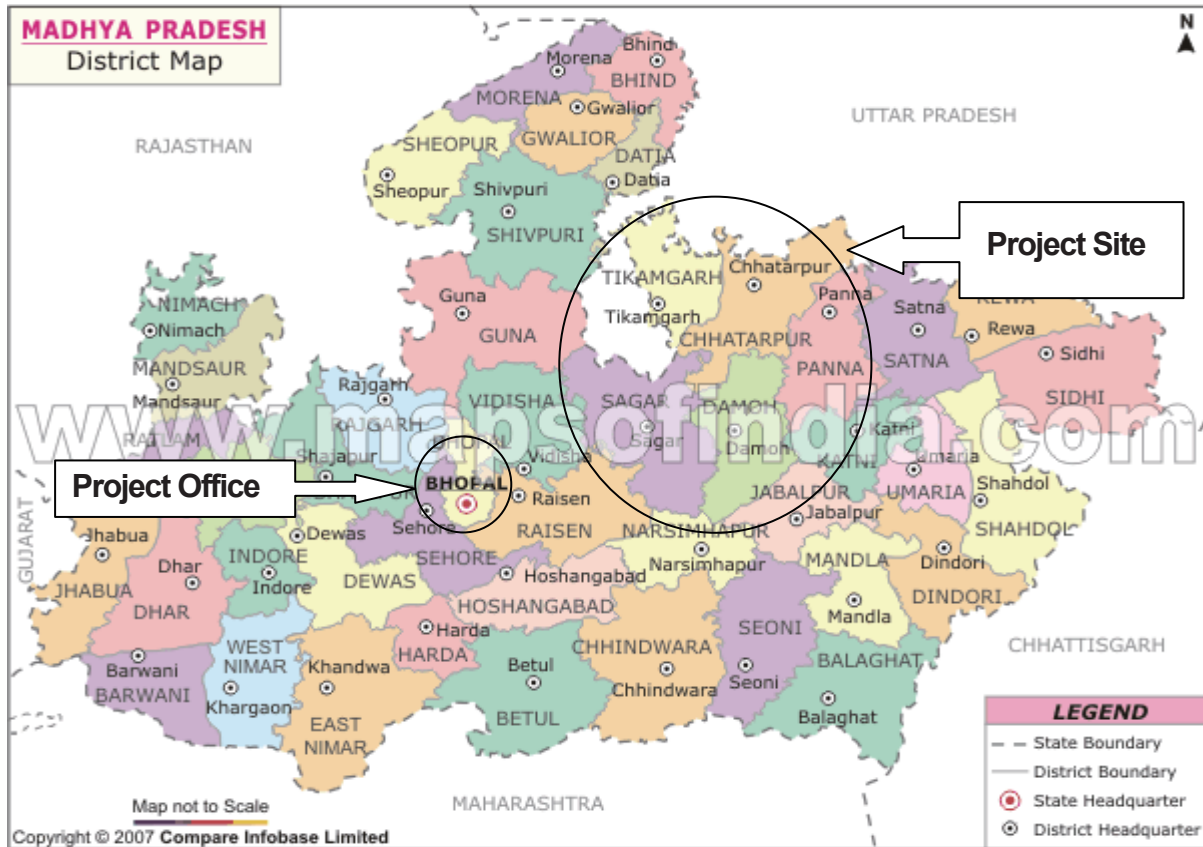 MADHYA PRADESH
District Map
N
RAJASTHAN
UTTAR PRADESH
GUJARAT
MAHARASHTRA
CHHATTISGARH
Project Site
Project Office
www.mapsofindia.com
Morena
MORENA
Bhind
BHIND
Gwalior
GWALIOR
SHEOPUR
Sheopur
DATIA
Datia
Shivpuri
SHIVPURI
TIKAMGARH
Tikamgarh
Chhatarpur
CHHATARPUR
Panna
PANNA
Satna
SATNA
REWA
Rewa
Sidhi
SIDHI
NIMACH
Nimach
MANDSAUR
Mandsaur
Guna
GUNA
Rajgarh
RAJGARH
VIDISHA
Vidisha
SAGAR
Sagar
DAMOH
Damoh
Katni
KATNI
Umaria
UMARIA
Shahdol
SHAHDOL
RATLAM
Shajapur
BHOPAL
BHOPAL
Sehore
SEHORE
Raisen
RAISEN
NARSIMHAPUR
Narsimhapur
JABALPUR
Jabalpur
MANDLA
Mandla
Dindori
DINDORI
Jhabua
JHABUA
Dhar
DHAR
INDORE
Indore
Dewas
DEWAS
Hoshangabad
HOSHANGABAD
Harda
HARDA
Betul
BETUL
CHHINDWARA
Chhindwara
SEONI
Seoni
BALAGHAT
Balaghat
Barwani
BARWANI
WEST
NIMAR
Khargaon
Khandwa
EAST
NIMAR
LEGEND
State Boundary
District Boundary
State Headquarter
District Headquarter
Map not to Scale
Copyright © 2007 Compare Infobase Limited